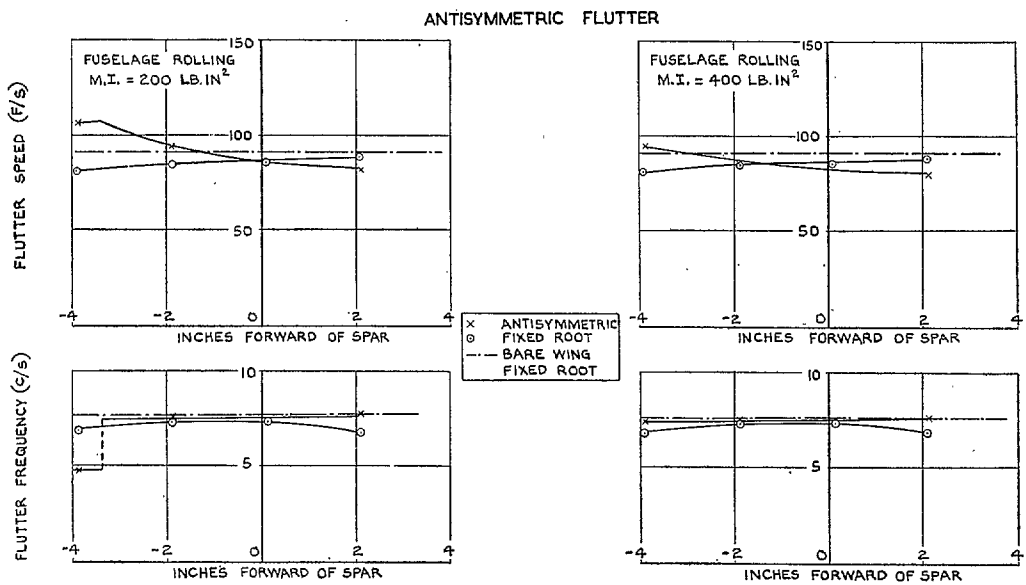 ANTISYMMETRIC FLUTTER
FLUTTER SPEED (F/S)
150
FUSELAGE ROLLING
M.I. = 200 LB.IN²
100
50
-4
-2
0
2
4
INCHES FORWARD OF SPAR
150
FUSELAGE ROLLING
M.I. = 400 LB.IN²
100
50
-4
-2
0
2
4
INCHES FORWARD OF SPAR
× ANTISYMMETRIC
⊙ FIXED ROOT
—·— BARE WING
FIXED ROOT
FLUTTER FREQUENCY (C/S)
10
5
-4
-2
0
2
4
INCHES FORWARD OF SPAR
10
5
-4
-2
0
2
4
INCHES FORWARD OF SPAR